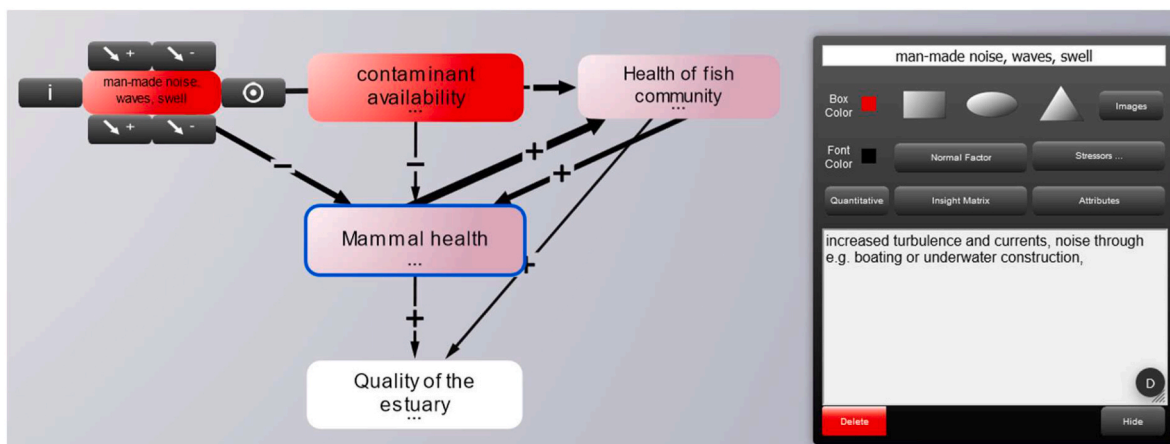 + -
i
man-made noise,
waves, swell
+ -
contaminant
availability
...
Health of fish
community
...
−
−
+
+
Mammal health
...
+
+
Quality of the
estuary
...
man-made noise, waves, swell
Box
Color
Images
Font
Color
Normal Factor
Stressors ...
Quantitative
Insight Matrix
Attributes
increased turbulence and currents, noise through
e.g. boating or underwater construction,
D
Delete
Hide